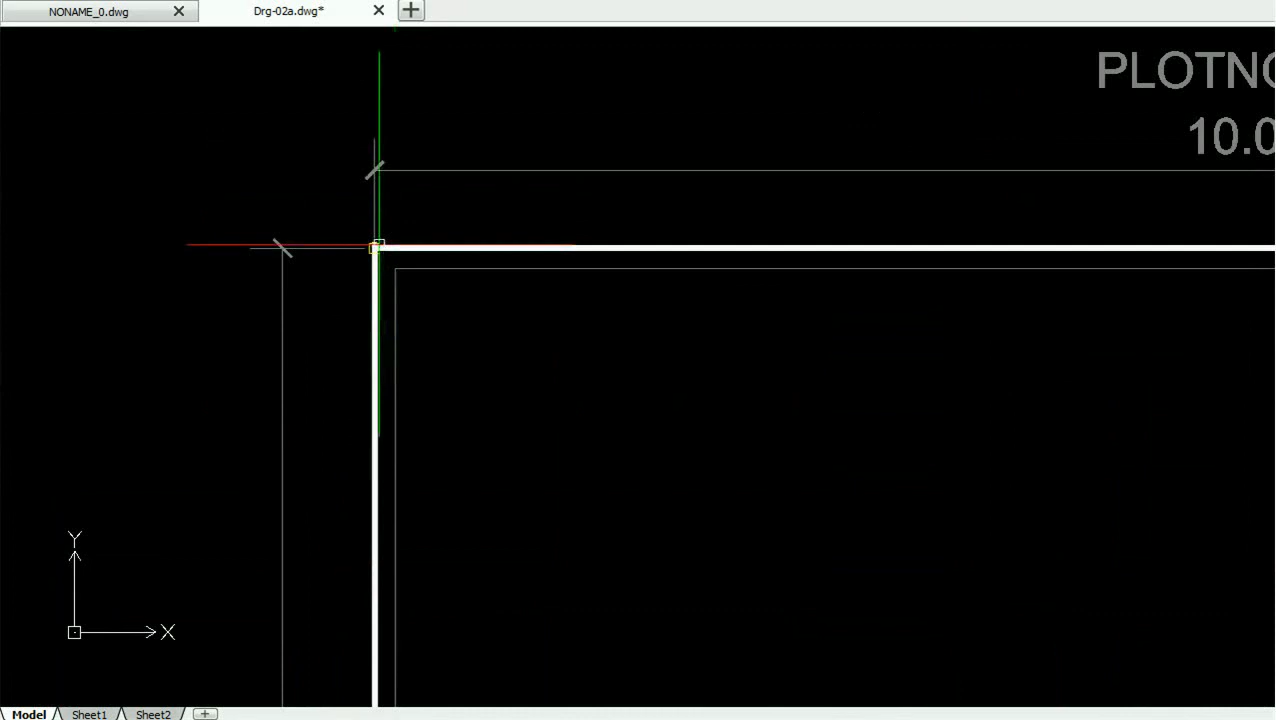 NONAME_0.dwg
Drg-02a.dwg*
PLOTNO
10.0
Y
X
Model
Sheet1
Sheet2